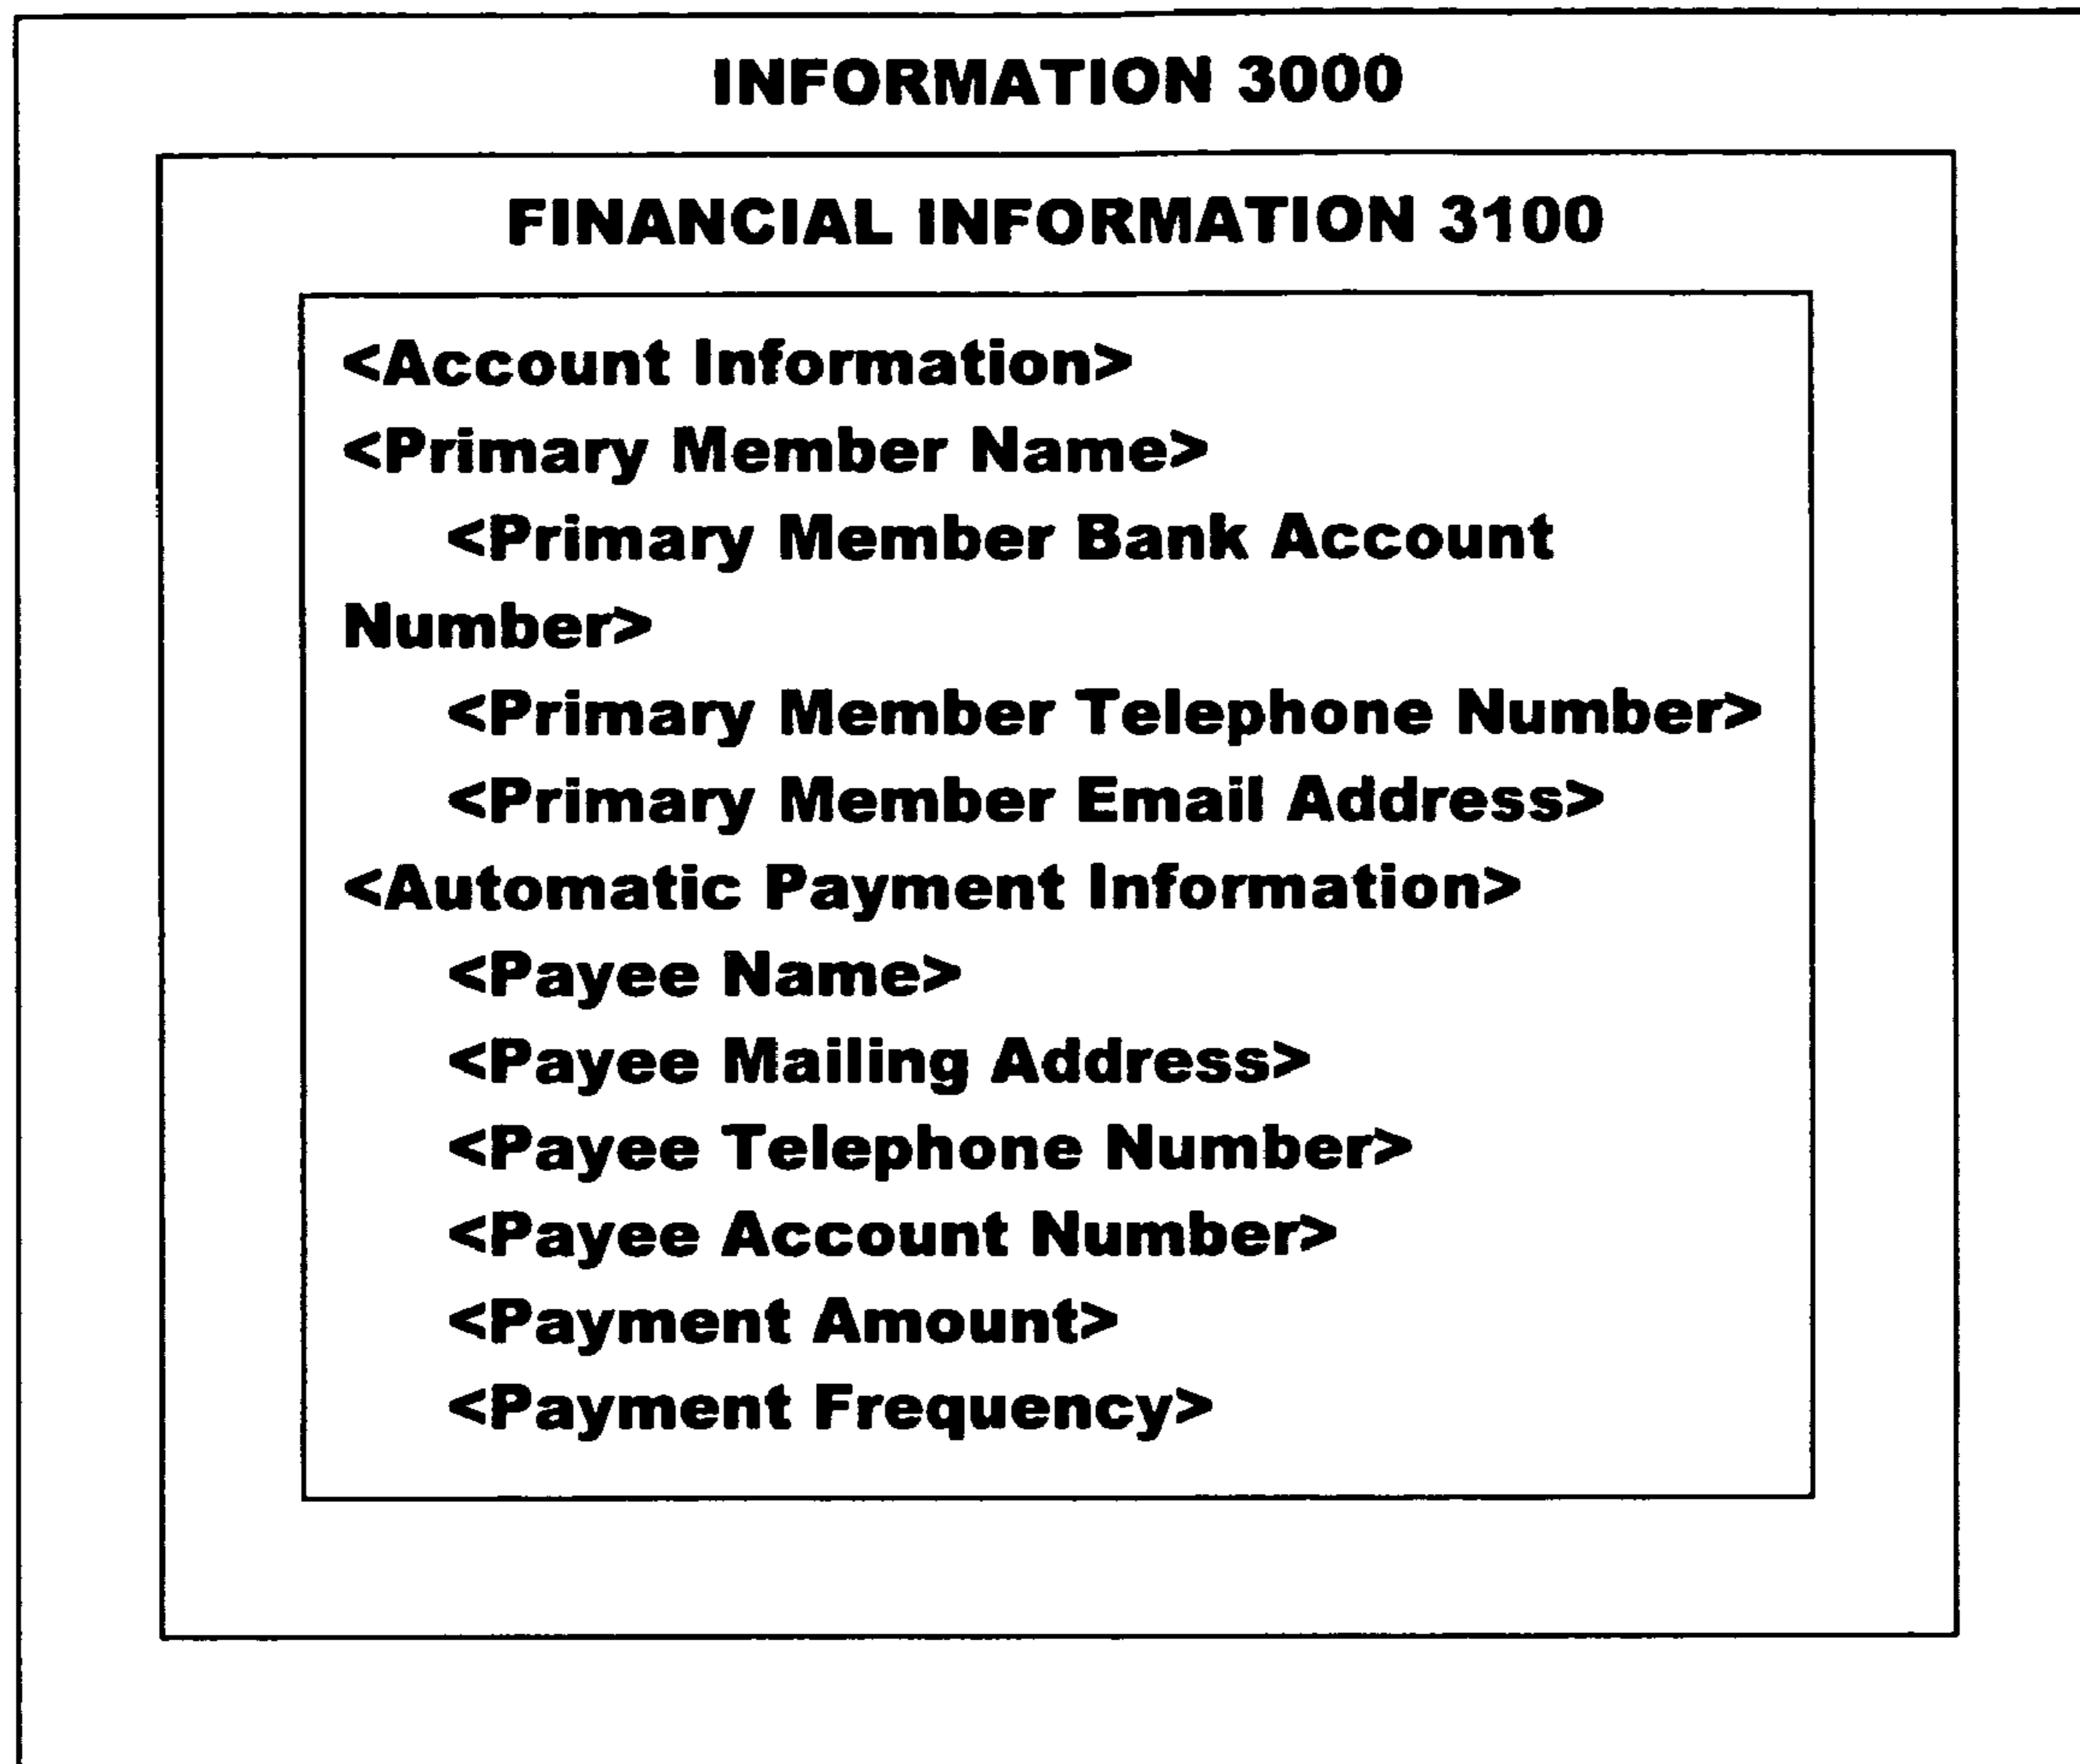 INFORMATION 3000
FINANCIAL INFORMATION 3100
<Account Information>
<Primary Member Name>
<Primary Member Bank Account
Number>
<Primary Member Telephone Number>
<Primary Member Email Address>
<Automatic Payment Information>
<Payee Name>
<Payee Mailing Address>
<Payee Telephone Number>
<Payee Account Number>
<Payment Amount>
<Payment Frequency>